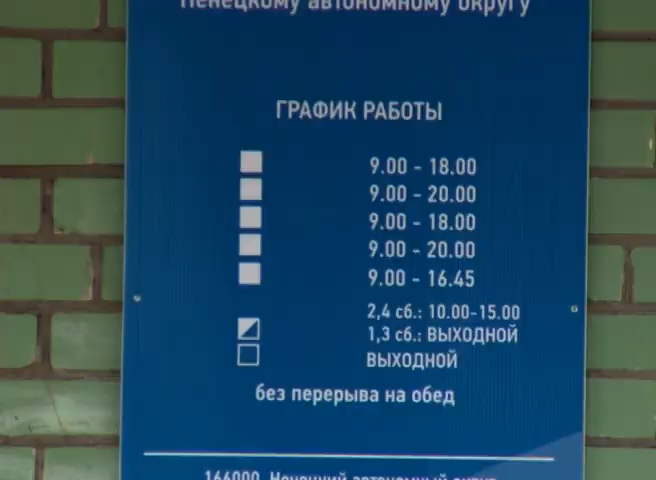 Ненецкому автономному округу
ГРАФИК РАБОТЫ
9.00 - 18.00
9.00 - 20.00
9.00 - 18.00
9.00 - 20.00
9.00 - 16.45
2,4 сб.: 10.00-15.00
1,3 сб.: ВЫХОДНОЙ
ВЫХОДНОЙ
без перерыва на обед
166000, Ненецкий автономный округ